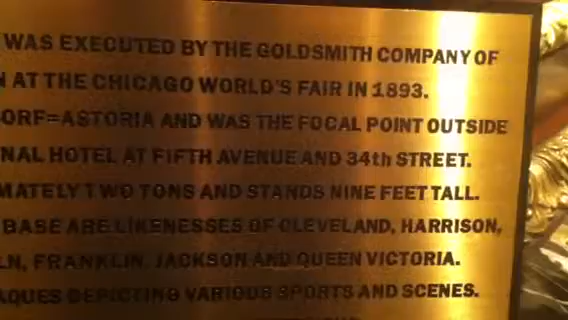 WAS EXECUTED BY THE GOLDSMITH COMPANY OF
AT THE CHICAGO WORLD'S FAIR IN 1893.
ORF=ASTORIA AND WAS THE FOCAL POINT OUTSIDE
NAL HOTEL AT FIFTH AVENUE AND 34th STREET.
MATELY TWO TONS AND STANDS NINE FEET TALL.
BASE ARE LIKENESSES OF CLEVELAND, HARRISON,
LN, FRANKLIN, JACKSON AND QUEEN VICTORIA.
AQUES DEPICTING VARIOUS SPORTS AND SCENES.